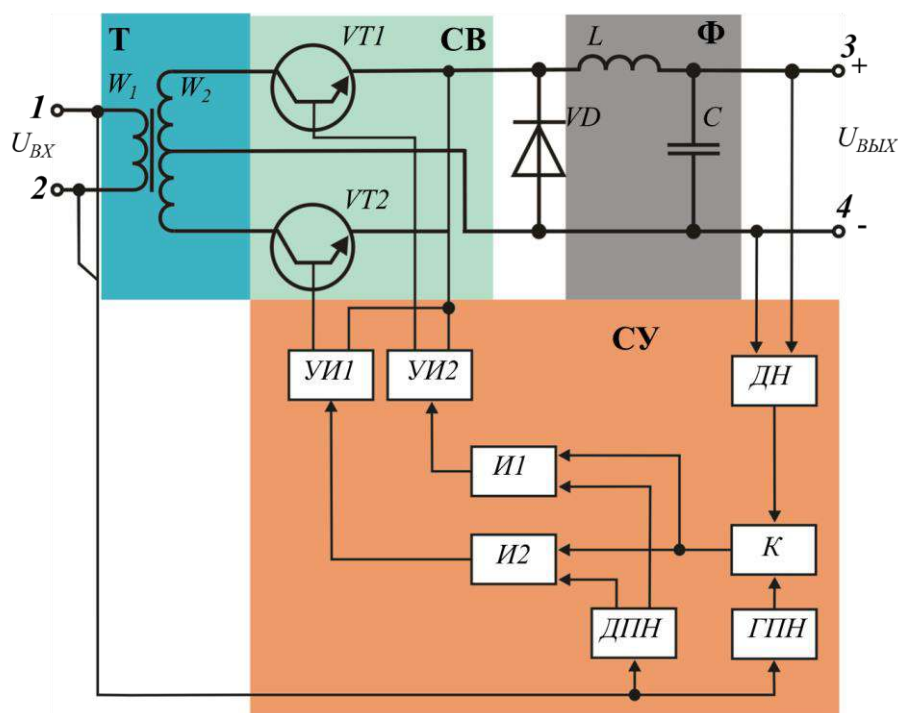 Т
VT1
СВ
L
Ф
3
+
W1
W2
1
VD
C
UВХ
UВЫХ
2
VT2
4
-
СУ
УИ1
УИ2
ДН
И1
И2
К
ДПН
ГПН